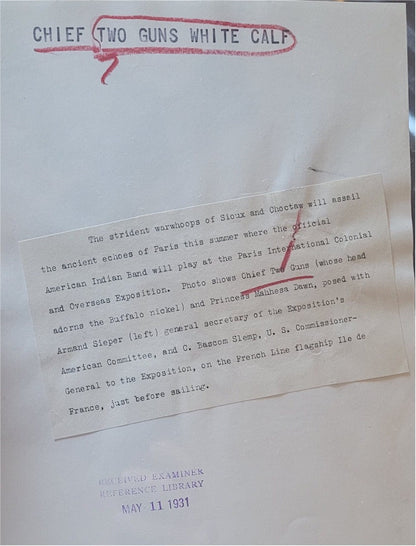 CHIEF TWO GUNS WHITE CALF
The strident warwhoops of Sioux and Choctaw will assail
the ancient echoes of Paris this summer where the official
American Indian Band will play at the Paris International Colonial
and Overseas Exposition. Photo shows Chief Two Guns (whose head
adorns the Buffalo nickel) and Princess Mahhesa Dawn, posed with
Armand Sieper (left) general secretary of the Exposition's
American Committee, and C. Bascom Slemp, U. S. Commissioner-
General to the Exposition, on the French Line flagship Ile de
France, just before sailing.
RECEIVED EXAMINER
REFERENCE LIBRARY
MAY 11 1931